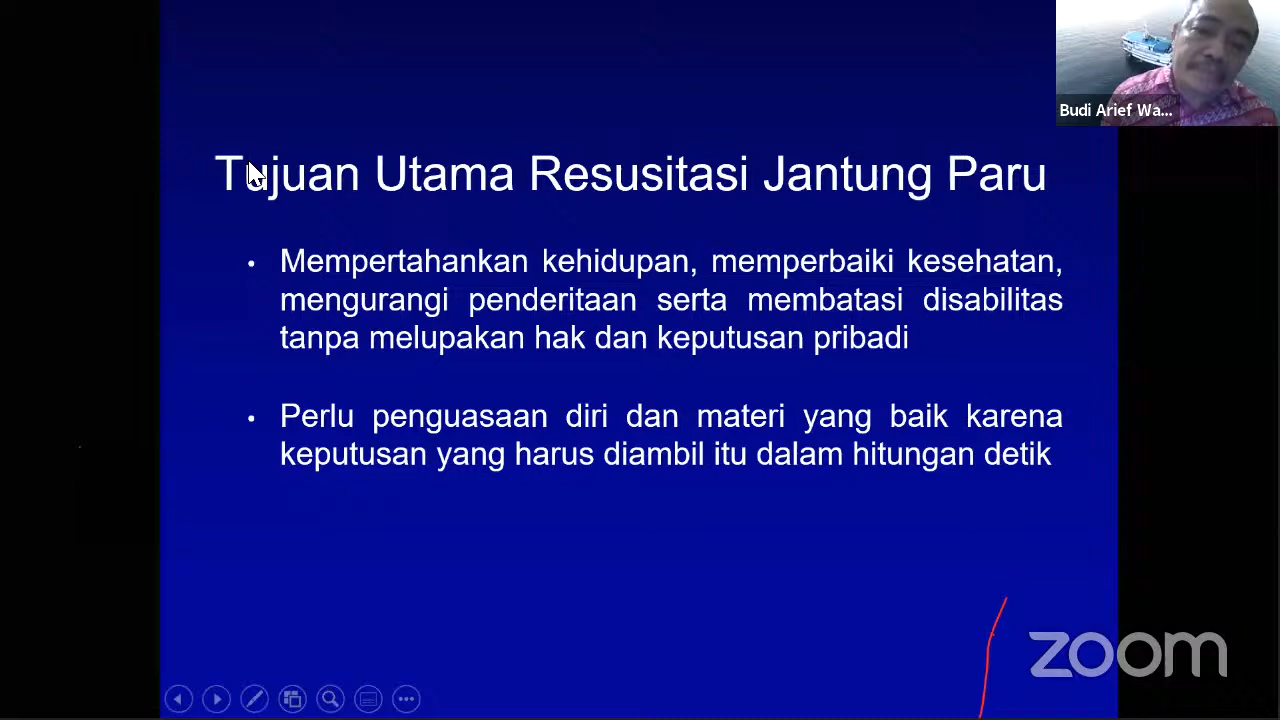 Budi Arief Wa...
Tujuan Utama Resusitasi Jantung Paru
• Mempertahankan kehidupan, memperbaiki kesehatan,
mengurangi penderitaan serta membatasi disabilitas
tanpa melupakan hak dan keputusan pribadi
• Perlu penguasaan diri dan materi yang baik karena
keputusan yang harus diambil itu dalam hitungan detik
zoom